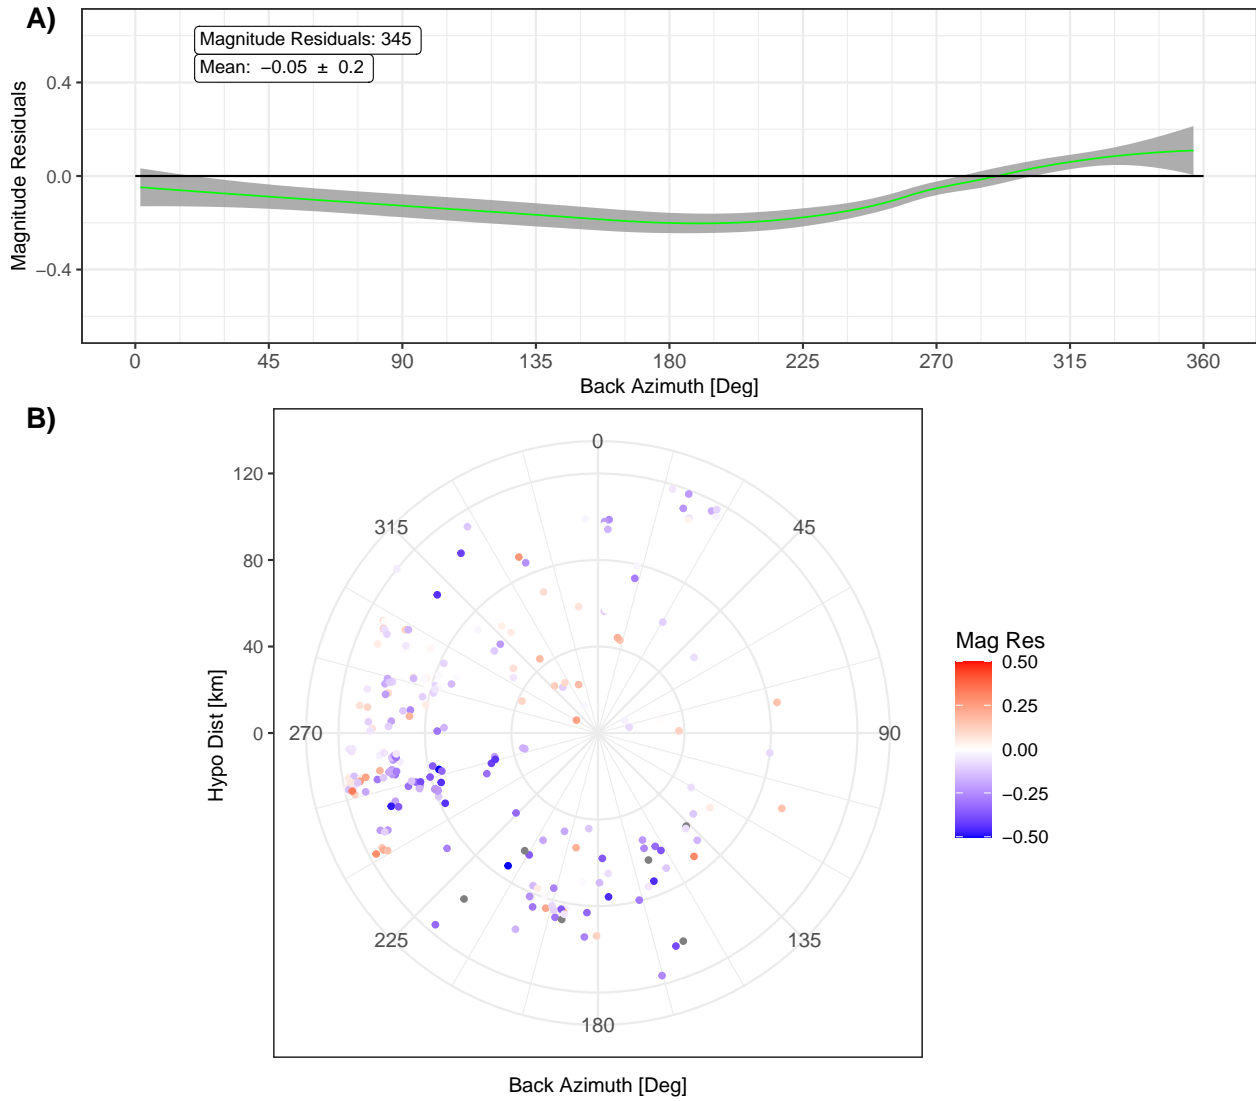 A)
Magnitude Residuals: 345
Mean: −0.05 ± 0.2
Magnitude Residuals
0.4
0.0
−0.4
0 45 90 135 180 225 270 315 360
Back Azimuth [Deg]
B)
Hypo Dist [km]
120
80
40
0
0
45
90
135
180
225
270
315
Back Azimuth [Deg]
Mag Res
0.50
0.25
0.00
−0.25
−0.50